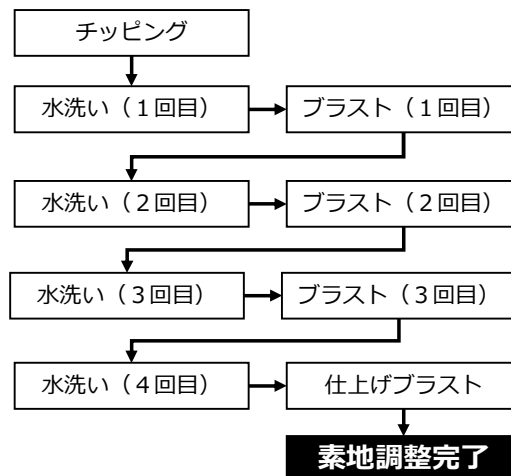 チッピング
水洗い（１回目）
ブラスト（１回目）
水洗い（２回目）
ブラスト（２回目）
水洗い（３回目）
ブラスト（３回目）
水洗い（４回目）
仕上げブラスト
素地調整完了